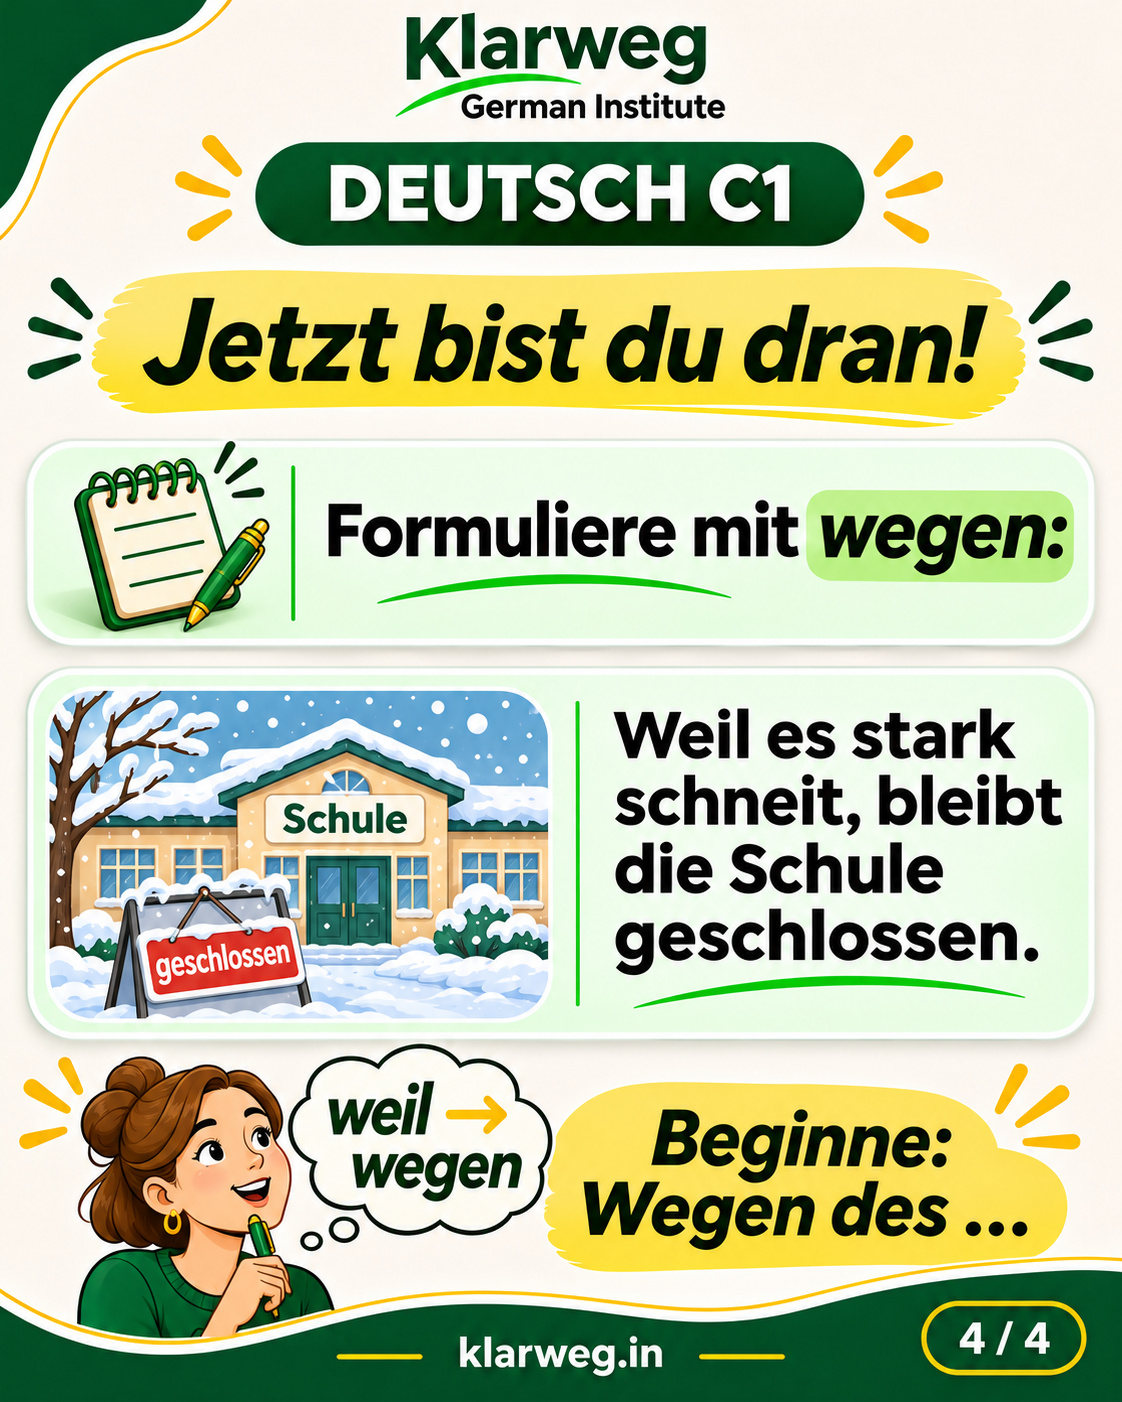 Klarweg
German Institute
DEUTSCH C1
Jetzt bist du dran!
Formuliere mit wegen:
Schule
geschlossen
Weil es stark
schneit, bleibt
die Schule
geschlossen.
weil →
wegen
Beginne:
Wegen des ...
klarweg.in
4 / 4